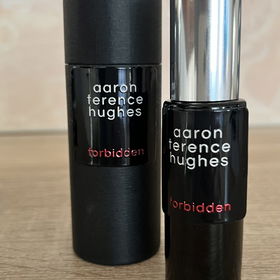 aaron
terence
hughes
forbidden
aaron
terence
hughes
forbidden